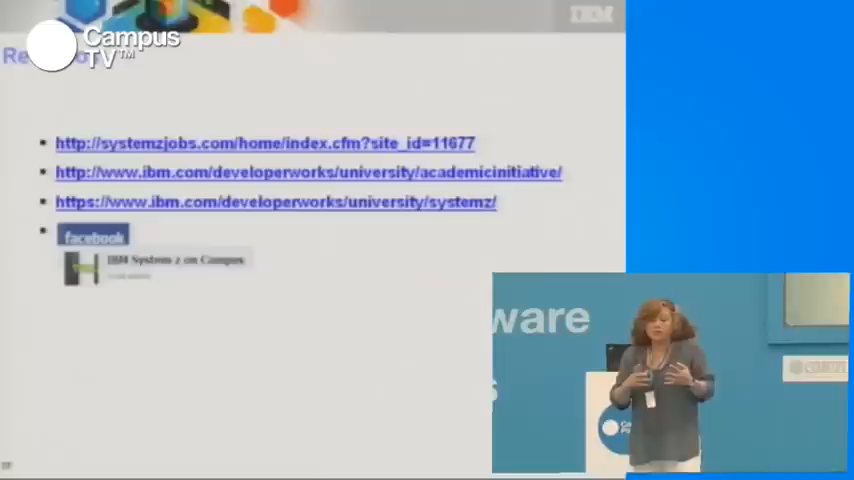 IBM
Campus
TV™
http://systemzjobs.com/home/index.cfm?site_id=11677
http://www.ibm.com/developerworks/university/academicinitiative/
https://www.ibm.com/developerworks/university/systemz/
facebook
IBM System z on Campus
ware